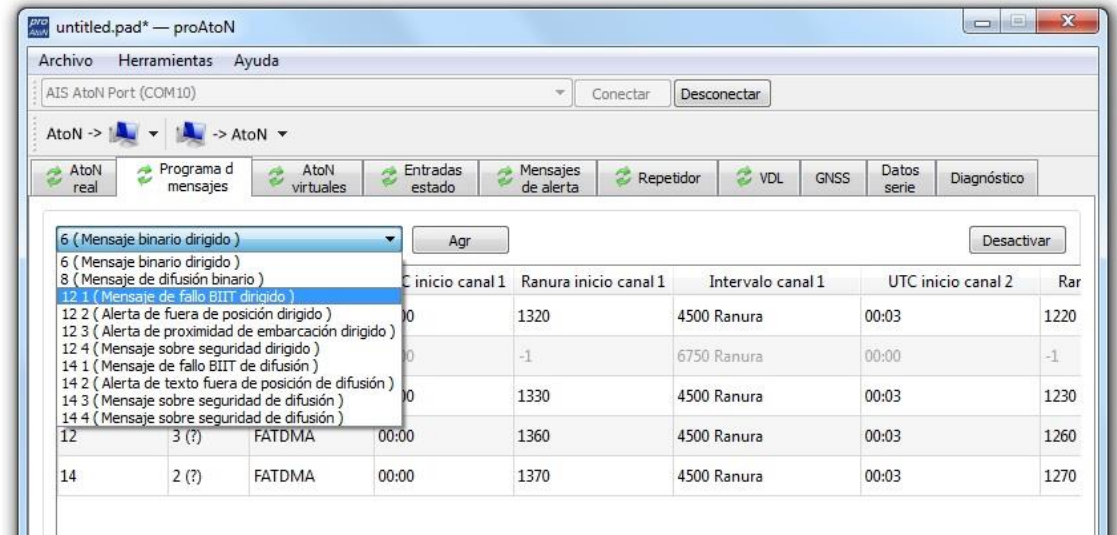 pro AtoN untitled.pad* — proAtoN
Archivo Herramientas Ayuda
AIS AtoN Port (COM10) Conectar Desconectar
AtoN -> -> AtoN
AtoN real
Programa d mensajes
AtoN virtuales
Entradas estado
Mensajes de alerta
Repetidor
VDL
GNSS
Datos serie
Diagnóstico
6 ( Mensaje binario dirigido ) Agr Desactivar
6 ( Mensaje binario dirigido )
8 ( Mensaje de difusión binario )
12 1 ( Mensaje de fallo BIIT dirigido )
12 2 ( Alerta de fuera de posición dirigido )
12 3 ( Alerta de proximidad de embarcación dirigido )
12 4 ( Mensaje sobre seguridad dirigido )
14 1 ( Mensaje de fallo BIIT de difusión )
14 2 ( Alerta de texto fuera de posición de difusión )
14 3 ( Mensaje sobre seguridad de difusión )
14 4 ( Mensaje sobre seguridad de difusión )
C inicio canal 1 Ranura inicio canal 1 Intervalo canal 1 UTC inicio canal 2 Rar
00 1320 4500 Ranura 00:03 1220
00 -1 6750 Ranura 00:00 -1
00 1330 4500 Ranura 00:03 1230
12 3 (?) FATDMA 00:00 1360 4500 Ranura 00:03 1260
14 2 (?) FATDMA 00:00 1370 4500 Ranura 00:03 1270